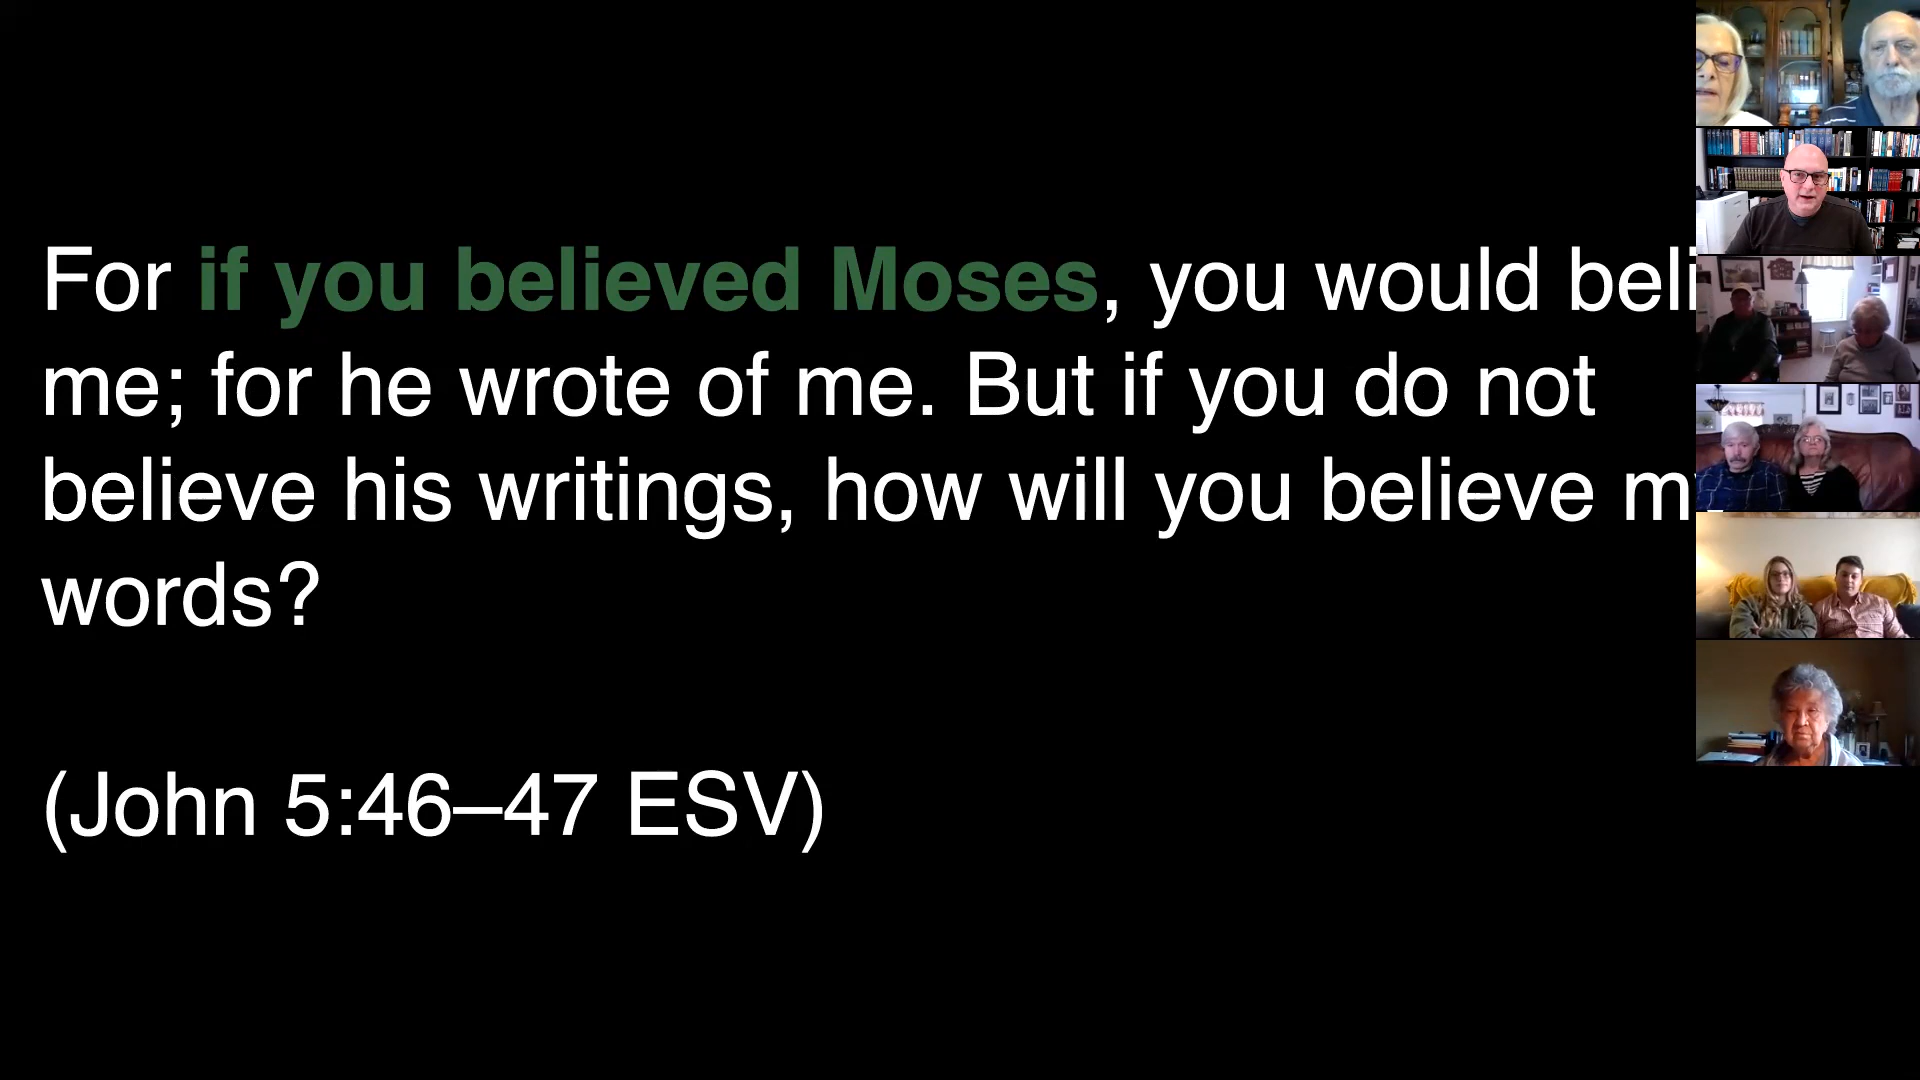 For if you believed Moses, you would beli
me; for he wrote of me. But if you do not
believe his writings, how will you believe m
words?
(John 5:46–47 ESV)